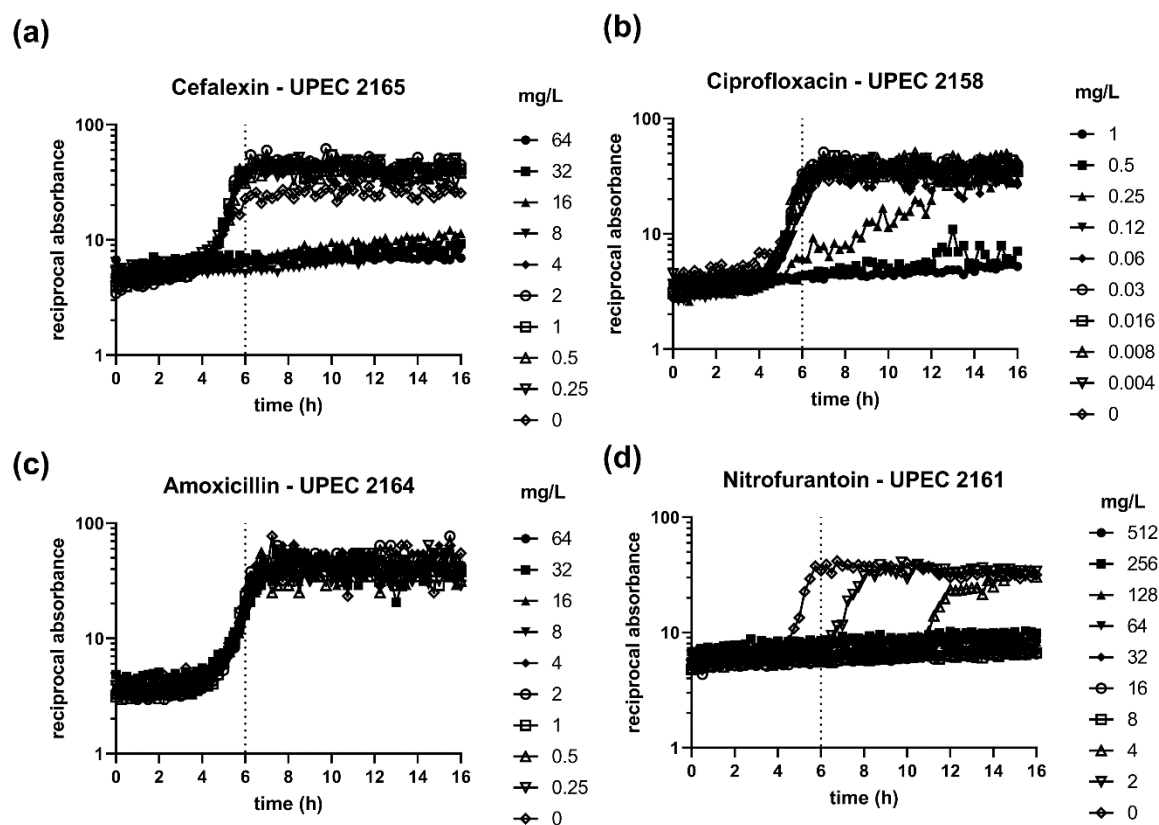 (a)
Cefalexin - UPEC 2165
mg/L
reciprocal absorbance
100
10
1
0 2 4 6 8 10 12 14 16
time (h)
64
32
16
8
4
2
1
0.5
0.25
0
(b)
Ciprofloxacin - UPEC 2158
mg/L
reciprocal absorbance
100
10
1
0 2 4 6 8 10 12 14 16
time (h)
1
0.5
0.25
0.12
0.06
0.03
0.016
0.008
0.004
0
(c)
Amoxicillin - UPEC 2164
mg/L
reciprocal absorbance
100
10
1
0 2 4 6 8 10 12 14 16
time (h)
64
32
16
8
4
2
1
0.5
0.25
0
(d)
Nitrofurantoin - UPEC 2161
mg/L
reciprocal absorbance
100
10
1
0 2 4 6 8 10 12 14 16
time (h)
512
256
128
64
32
16
8
4
2
0